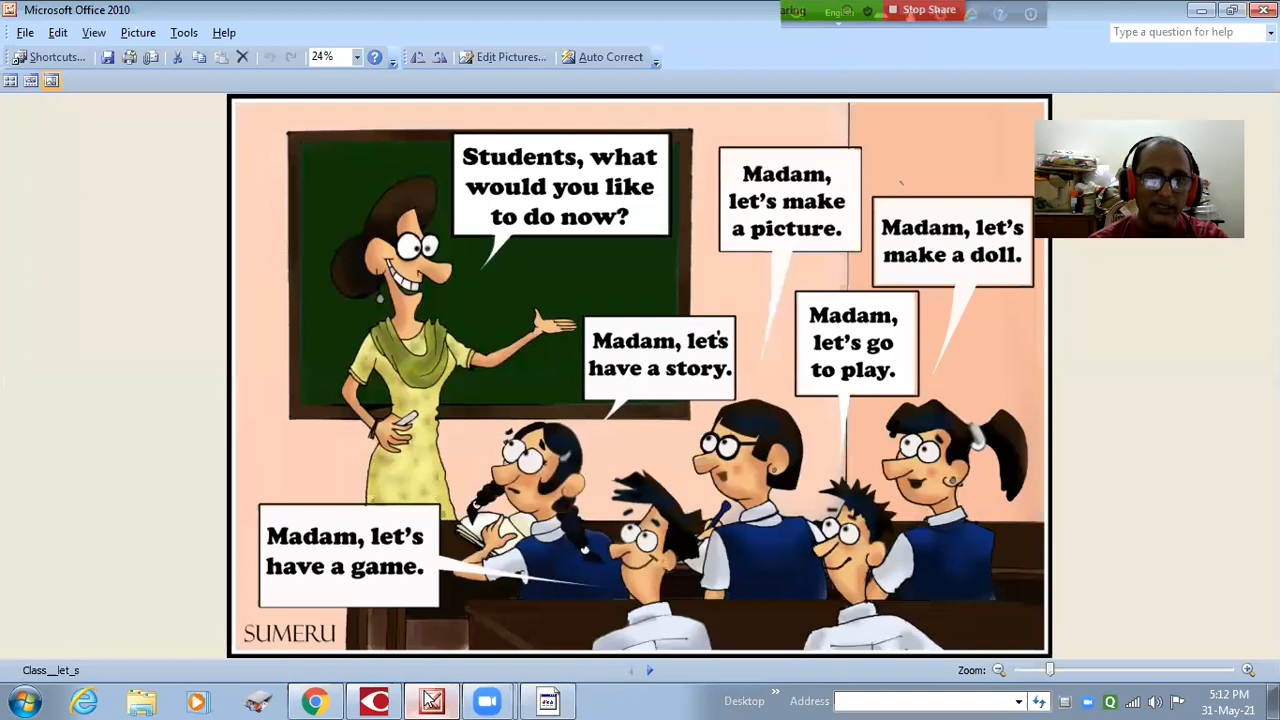 Microsoft Office 2010
aring
English
Stop Share
File Edit View Picture Tools Help
Type a question for help
Shortcuts...
24%
Edit Pictures...
Auto Correct
Students, what
would you like
to do now?
Madam,
let's make
a picture.
Madam, let's
make a doll.
Madam, let's
have a story.
Madam,
let's go
to play.
Madam, let's
have a game.
SUMERU
Class__let_s
Zoom:
Desktop
Address
5:12 PM
31-May-21